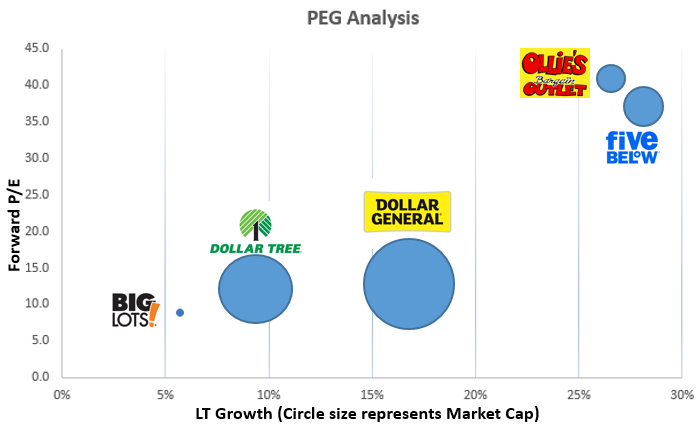 PEG Analysis
Forward P/E
45.0
40.0
35.0
30.0
25.0
20.0
15.0
10.0
5.0
0.0
OLLIE'S
Bargain
OUTLET
five
BELOW
DOLLAR
GENERAL
DOLLAR TREE
BIG
LOTS!
0%
5%
10%
15%
20%
25%
30%
LT Growth (Circle size represents Market Cap)